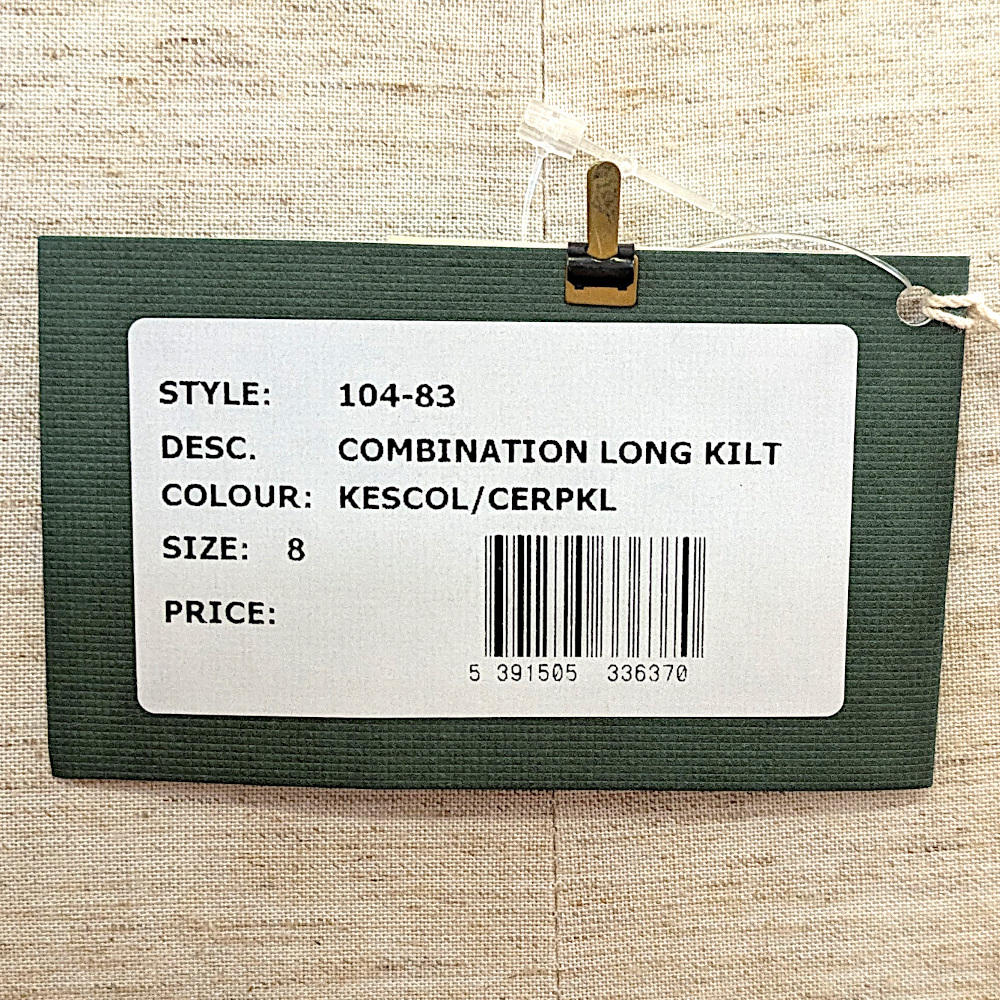 STYLE: 104-83
DESC. COMBINATION LONG KILT
COLOUR: KESCOL/CERPKL
SIZE: 8
PRICE:
5 391505 336370